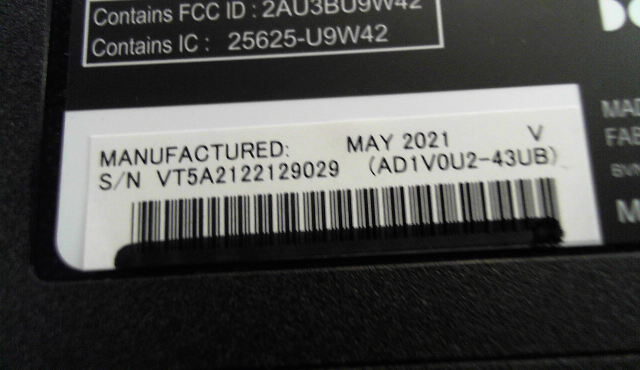 Contains FCC ID : 2AU3BU9W42
Contains IC : 25625-U9W42
MANUFACTURED: MAY 2021 V
S/N VT5A2122129029 (AD1V0U2-43UB)